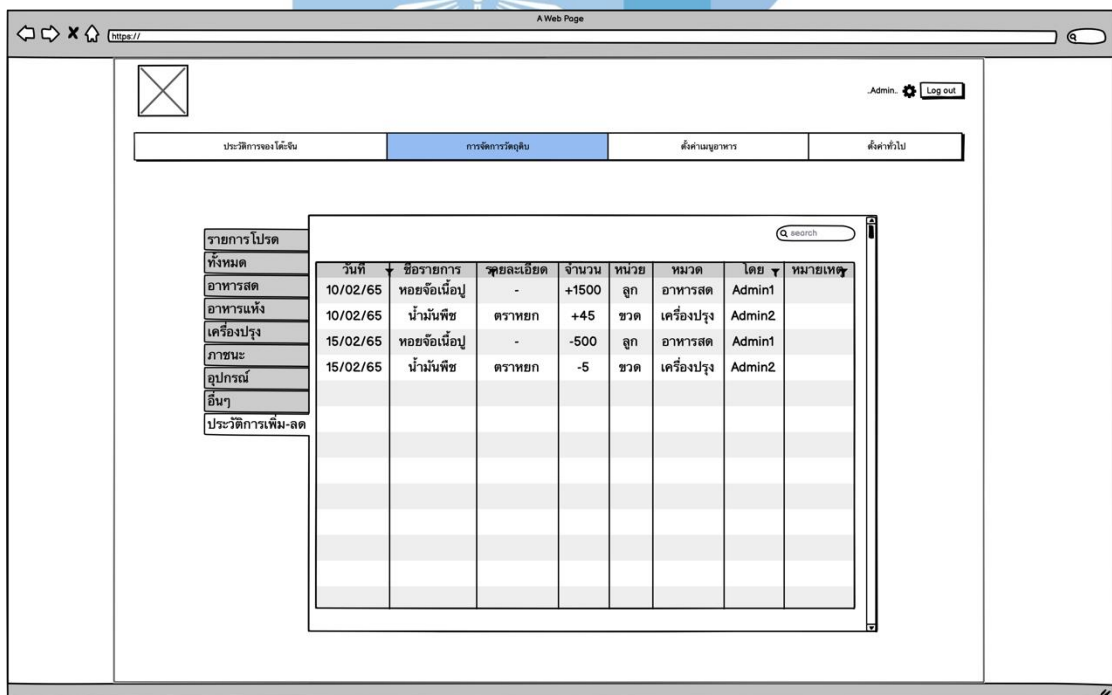 A Web Page
https://
..Admin.. Log out
ประวัติการจองโต๊ะจีน การจัดการวัตถุดิบ ตั้งค่าเมนูอาหาร ตั้งค่าทั่วไป
search
รายการโปรด
ทั้งหมด
อาหารสด
อาหารแห้ง
เครื่องปรุง
ภาชนะ
อุปกรณ์
อื่นๆ
ประวัติการเพิ่ม-ลด
วันที่ ชื่อรายการ รายละเอียด จำนวน หน่วย หมวด โดย หมายเหตุ
10/02/65 หอยจ๊อเนื้อปู - +1500 ลูก อาหารสด Admin1
10/02/65 น้ำมันพืช ตราหยก +45 ขวด เครื่องปรุง Admin2
15/02/65 หอยจ๊อเนื้อปู - -500 ลูก อาหารสด Admin1
15/02/65 น้ำมันพืช ตราหยก -5 ขวด เครื่องปรุง Admin2